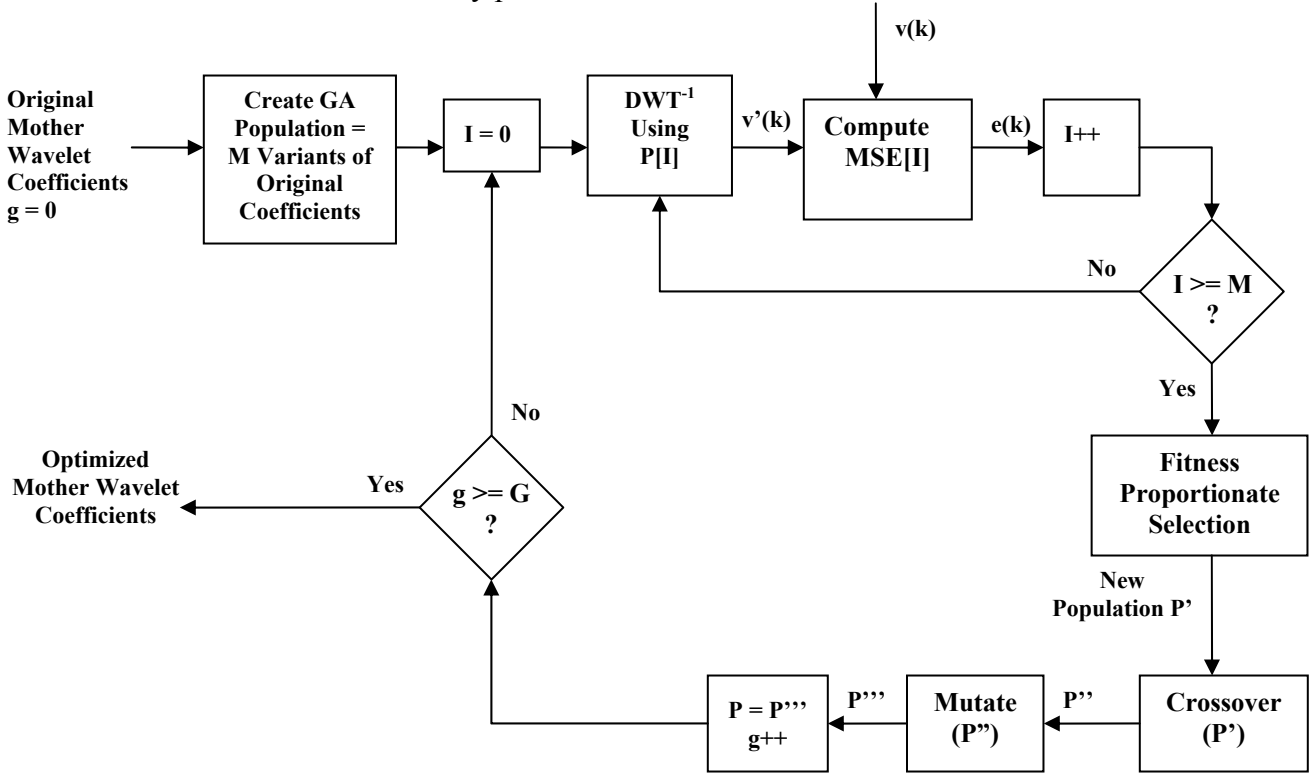 v(k)
Original
Mother
Wavelet
Coefficients
g = 0
Create GA
Population =
M Variants of
Original
Coefficients
I = 0
DWT-1
Using
P[I]
v’(k)
Compute
MSE[I]
e(k)
I++
No
I >= M
?
Yes
Fitness
Proportionate
Selection
New
Population P’
Crossover
(P’)
P’’
Mutate
(P”)
P’’’
P = P’’’
g++
g >= G
?
No
Yes
Optimized
Mother Wavelet
Coefficients